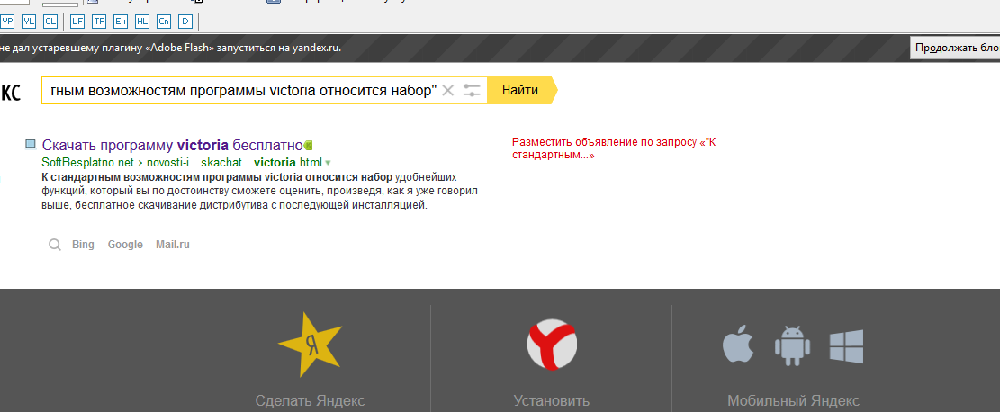 YP YL GL LF TF Ex HL Cn D
не дал устаревшему плагину «Adobe Flash» запуститься на yandex.ru.
Продолжать бло
кс
гным возможностям программы victoria относится набор"
Найти
Скачать программу victoria бесплатно
SoftBesplatno.net › novosti-i…skachat…victoria.html
К стандартным возможностям программы victoria относится набор удобнейших
функций, который вы по достоинству сможете оценить, произведя, как я уже говорил
выше, бесплатное скачивание дистрибутива с последующей инсталляцией.
Разместить объявление по запросу «"К
стандартным...»
Bing Google Mail.ru
Я
Сделать Яндекс
Установить
Мобильный Яндекс